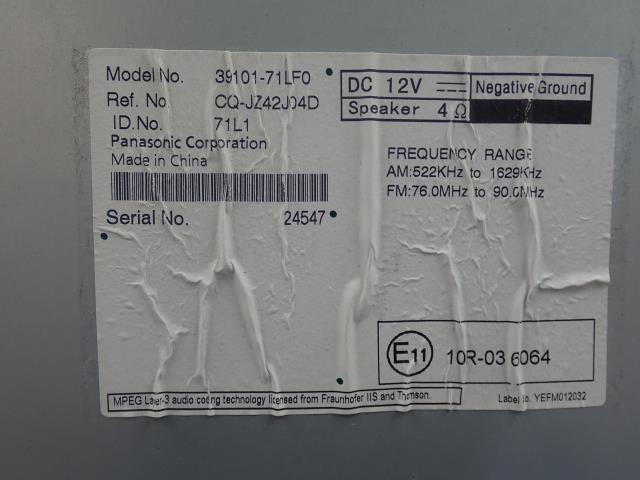 Model No. 39101-71LF0
Ref. No. CQ-JZ42J04D
ID.No. 71L1
Panasonic Corporation
Made in China
Serial No. 24547
DC 12V Negative Ground
Speaker 4Ω
FREQUENCY RANGE
AM:522KHz to 1629KHz
FM:76.0MHz to 90.0MHz
E11 10R-03 6064
MPEG Layer-3 audio coding technology licensed from Fraunhofer IIS and Thomson.
Label No. YEFM012032